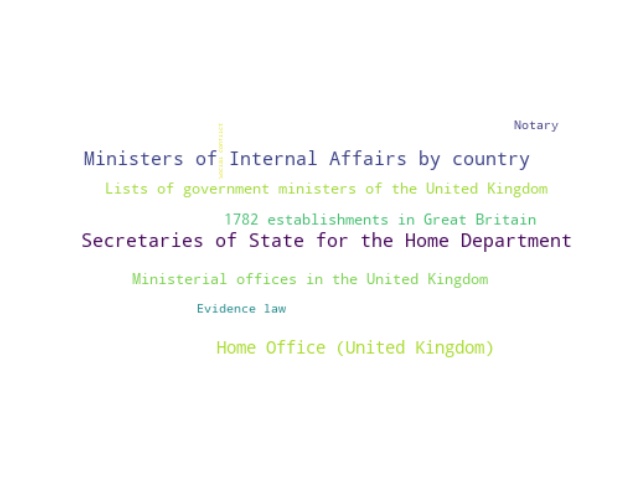 Notary
Ministers of Internal Affairs by country
Lists of government ministers of the United Kingdom
1782 establishments in Great Britain
Secretaries of State for the Home Department
Ministerial offices in the United Kingdom
Evidence law
Home Office (United Kingdom)